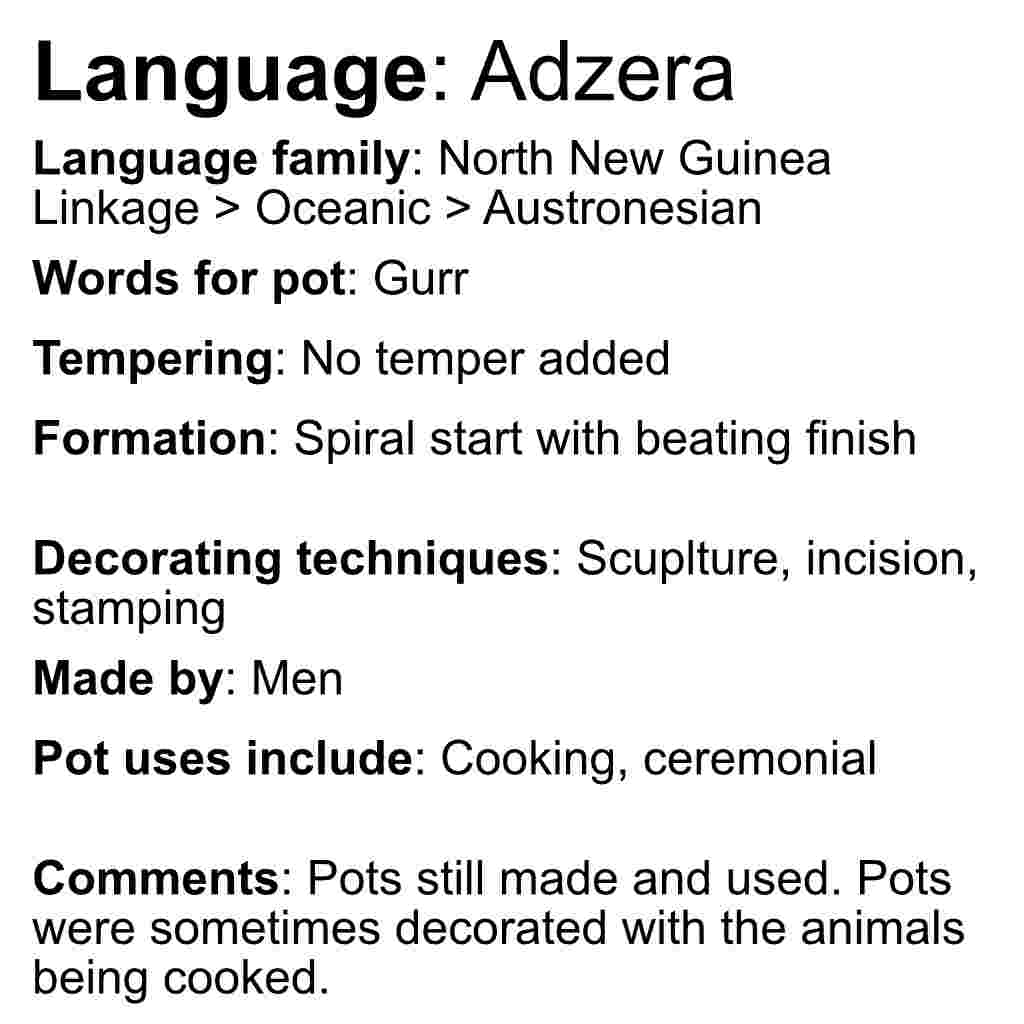 Language: Adzera
Language family: North New Guinea
Linkage > Oceanic > Austronesian
Words for pot: Gurr
Tempering: No temper added
Formation: Spiral start with beating finish
Decorating techniques: Scuplture, incision,
stamping
Made by: Men
Pot uses include: Cooking, ceremonial
Comments: Pots still made and used. Pots
were sometimes decorated with the animals
being cooked.